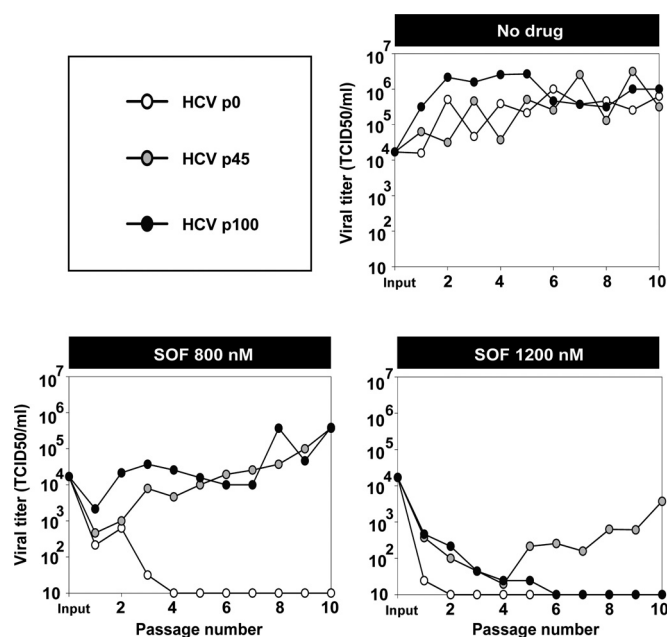 No drug
HCV p0
HCV p45
HCV p100
Viral titer (TCID50/ml)
10^7
10^6
10^5
10^4
10^3
10^2
10
Input 2 4 6 8 10
SOF 800 nM
Viral titer (TCID50/ml)
10^7
10^6
10^5
10^4
10^3
10^2
10
Input 2 4 6 8 10
Passage number
SOF 1200 nM
10^7
10^6
10^5
10^4
10^3
10^2
10
Input 2 4 6 8 10
Passage number